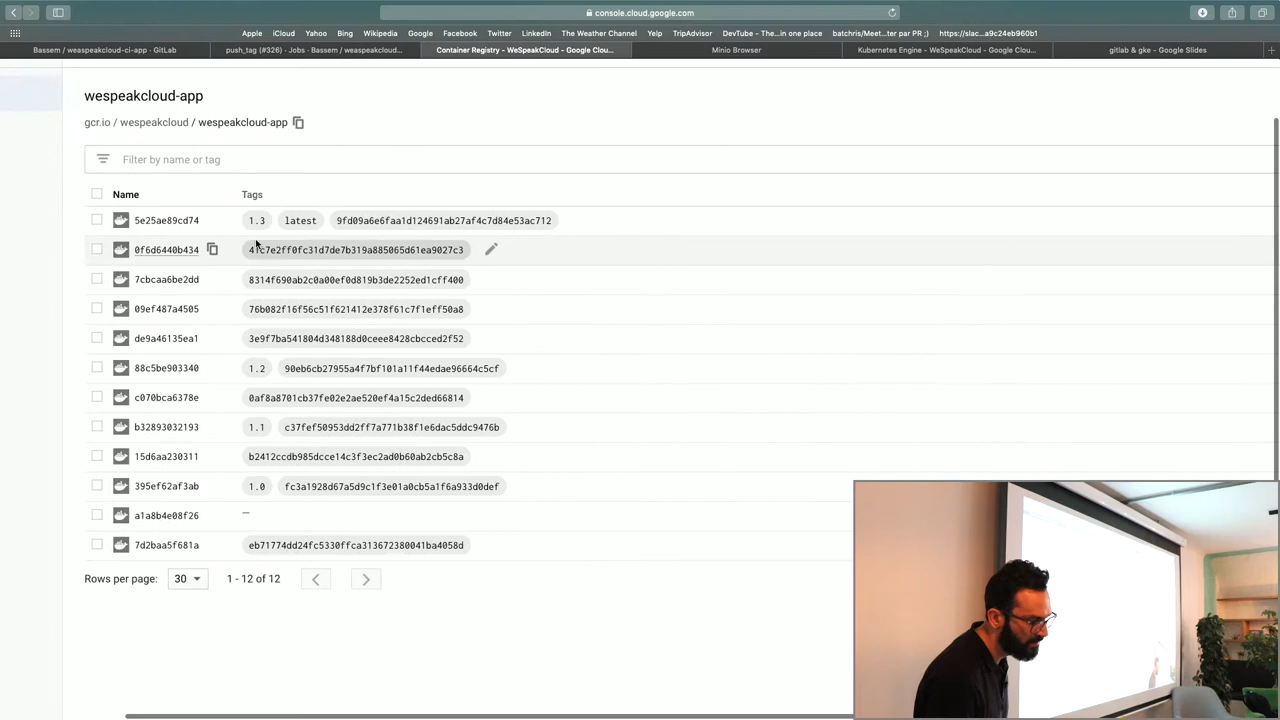 console.cloud.google.com
Apple iCloud Yahoo Bing Wikipedia Google Facebook Twitter LinkedIn The Weather Channel Yelp TripAdvisor DevTube - The...in one place batchris/Meet...ter par PR ;) https://slac...a9c24eb960b1
Bassem / weaspeakcloud-ci-app · GitLab push_tag (#326) · Jobs · Bassem / weaspeakcloud... Container Registry - WeSpeakCloud - Google Clou... Minio Browser Kubernetes Engine - WeSpeakCloud - Google Clou... gitlab & gke - Google Slides
wespeakcloud-app
gcr.io / wespeakcloud / wespeakcloud-app
Filter by name or tag
Name Tags
5e25ae89cd74 1.3 latest 9fd09a6e6faa1d124691ab27af4c7d84e53ac712
0f6d6440b434 41c7e2ff0fc31d7de7b319a885065d61ea9027c3
7cbcaa6be2dd 8314f690ab2c0a00ef0d819b3de2252ed1cff400
09ef487a4505 76b082f16f56c51f621412e378f61c7f1eff50a8
de9a46135ea1 3e9f7ba541804d348188d0ceee8428cbcced2f52
88c5be903340 1.2 90eb6cb27955a4f7bf101a11f44edae96664c5cf
c070bca6378e 0af8a8701cb37fe02e2ae520ef4a15c2ded66814
b32893032193 1.1 c37fef50953dd2ff7a771b38f1e6dac5ddc9476b
15d6aa230311 b2412ccdb985dcce14c3f3ec2ad0b60ab2cb5c8a
395ef62af3ab 1.0 fc3a1928d67a5d9c1f3e01a0cb5a1f6a933d0def
a1a8b4e08f26 —
7d2baa5f681a eb71774dd24fc5330ffca313672380041ba4058d
Rows per page: 30 1 - 12 of 12